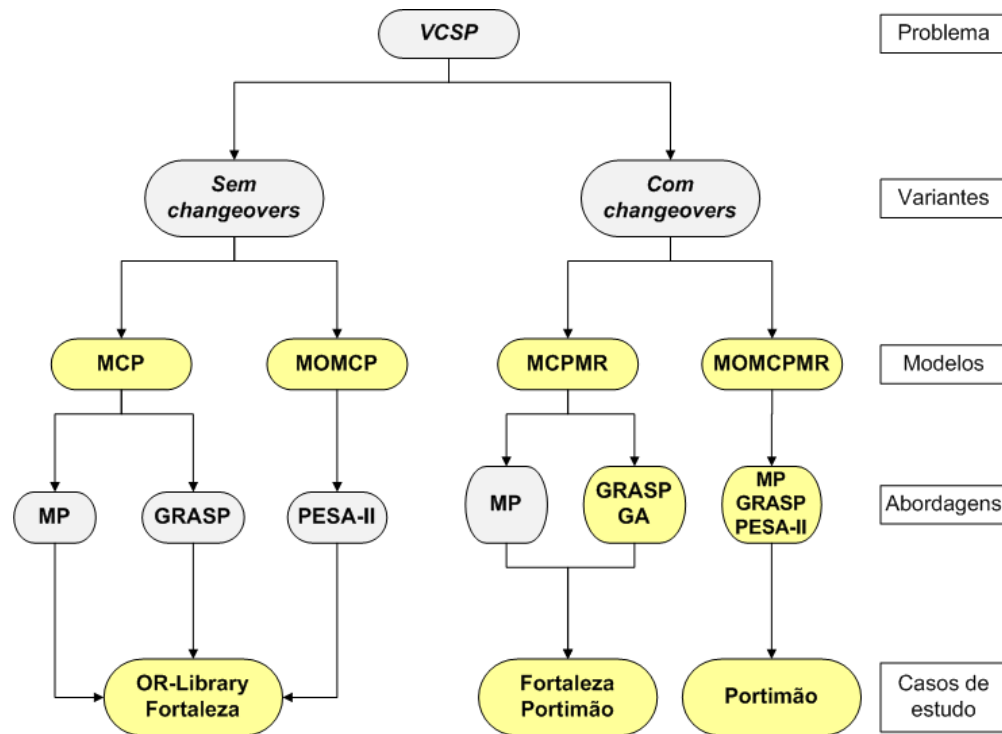 VCSP
Problema
Sem
changeovers
Com
changeovers
Variantes
MCP
MOMCP
MCPMR
MOMCPMR
Modelos
MP
GRASP
PESA-II
MP
GRASP
GA
MP
GRASP
PESA-II
Abordagens
OR-Library
Fortaleza
Fortaleza
Portimão
Portimão
Casos de
estudo